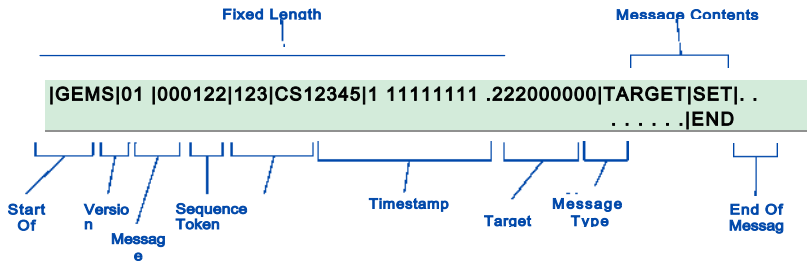 Fixed Length
Message Contents
|GEMS|01 |000122|123|CS12345|1 11111111 .222000000|TARGET|SET|. .
. . . . . .|END
Start
Of
Versio
n
Messag
e
Sequence
Token
Timestamp
Target
Message
Type
End Of
Messag